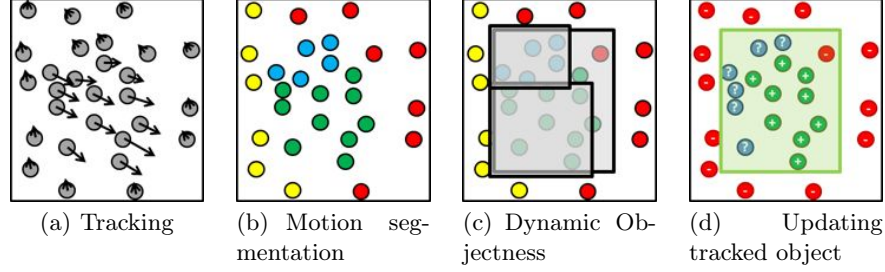 (a) Tracking
(b) Motion seg-
mentation
(c) Dynamic Ob-
jectness
(d) Updating
tracked object